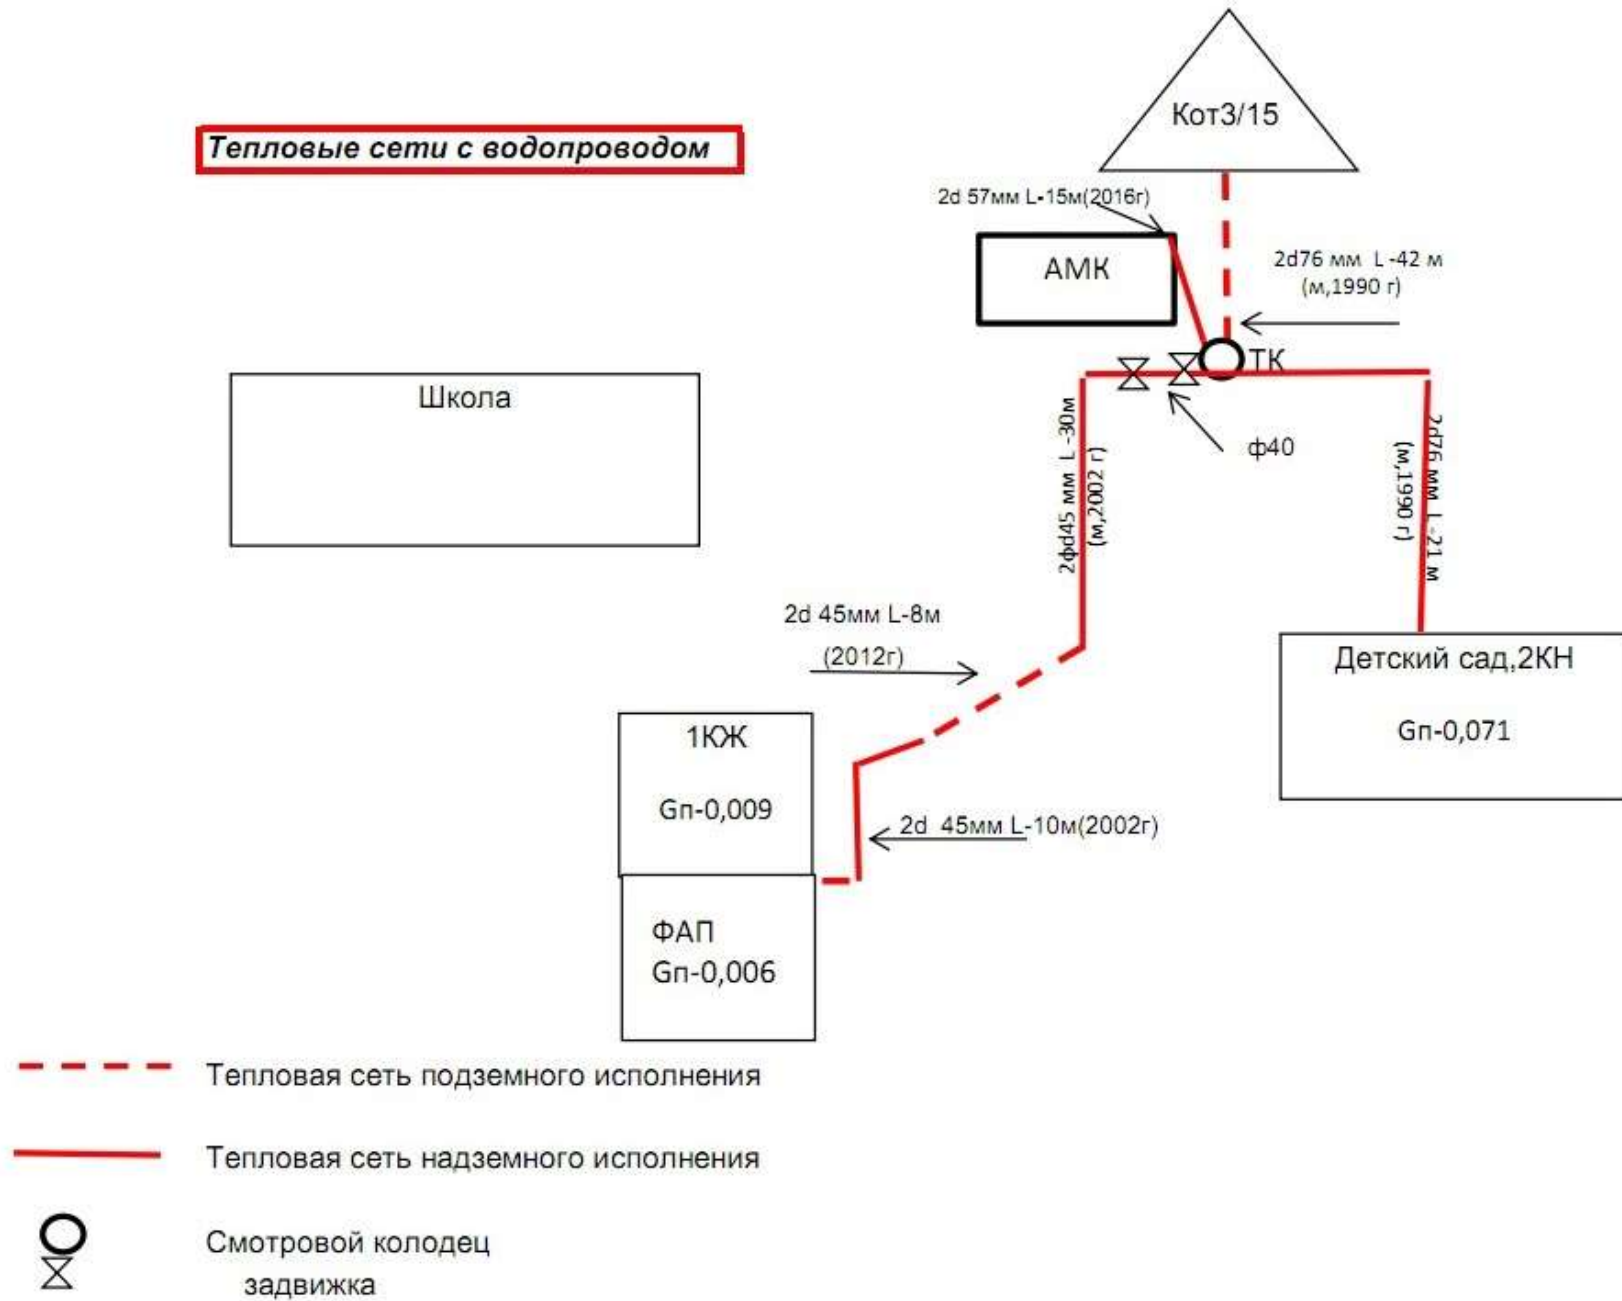 Кот3/15
Тепловые сети с водопроводом
2d 57мм L-15м(2016г)
АМК
2d76 мм L -42 м
(м,1990 г)
ТК
Школа
ф40
2фd45 мм L -30м
(м,2002 г)
2d76 мм L -21 м
(м,1990 г)
2d 45мм L-8м
(2012г)
Детский сад,2КН
Gп-0,071
1КЖ
Gп-0,009
2d 45мм L-10м(2002г)
ФАП
Gп-0,006
Тепловая сеть подземного исполнения
Тепловая сеть надземного исполнения
Смотровой колодец
задвижка